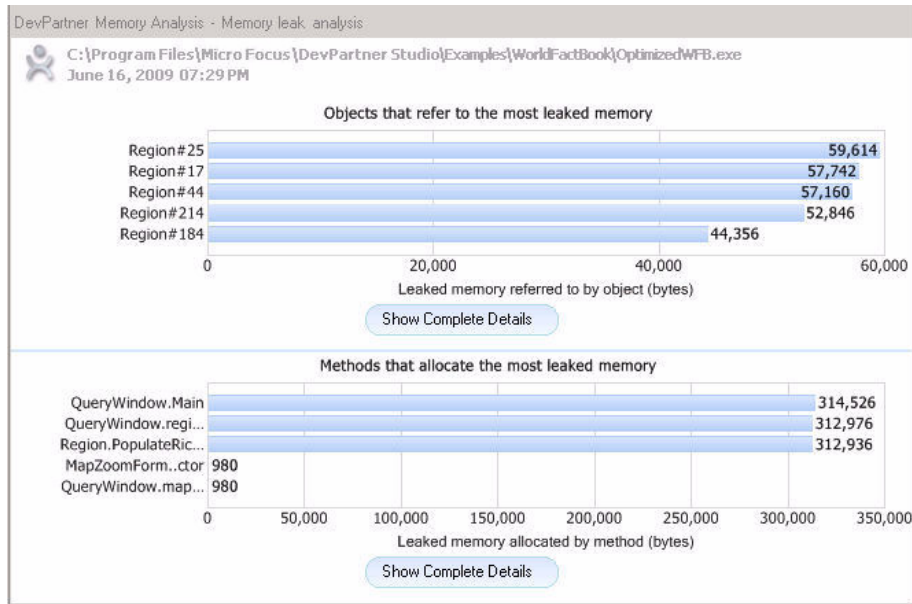 DevPartner Memory Analysis - Memory leak analysis
C:\Program Files\Micro Focus\DevPartner Studio\Examples\WorldFactBook\OptimizedWFB.exe
June 16, 2009 07:29 PM
Objects that refer to the most leaked memory
Region#25 59,614
Region#17 57,742
Region#44 57,160
Region#214 52,846
Region#184 44,356
0 20,000 40,000 60,000
Leaked memory referred to by object (bytes)
Show Complete Details
Methods that allocate the most leaked memory
QueryWindow.Main 314,526
QueryWindow.regi... 312,976
Region.PopulateRic... 312,936
MapZoomForm..ctor 980
QueryWindow.map... 980
0 50,000 100,000 150,000 200,000 250,000 300,000 350,000
Leaked memory allocated by method (bytes)
Show Complete Details